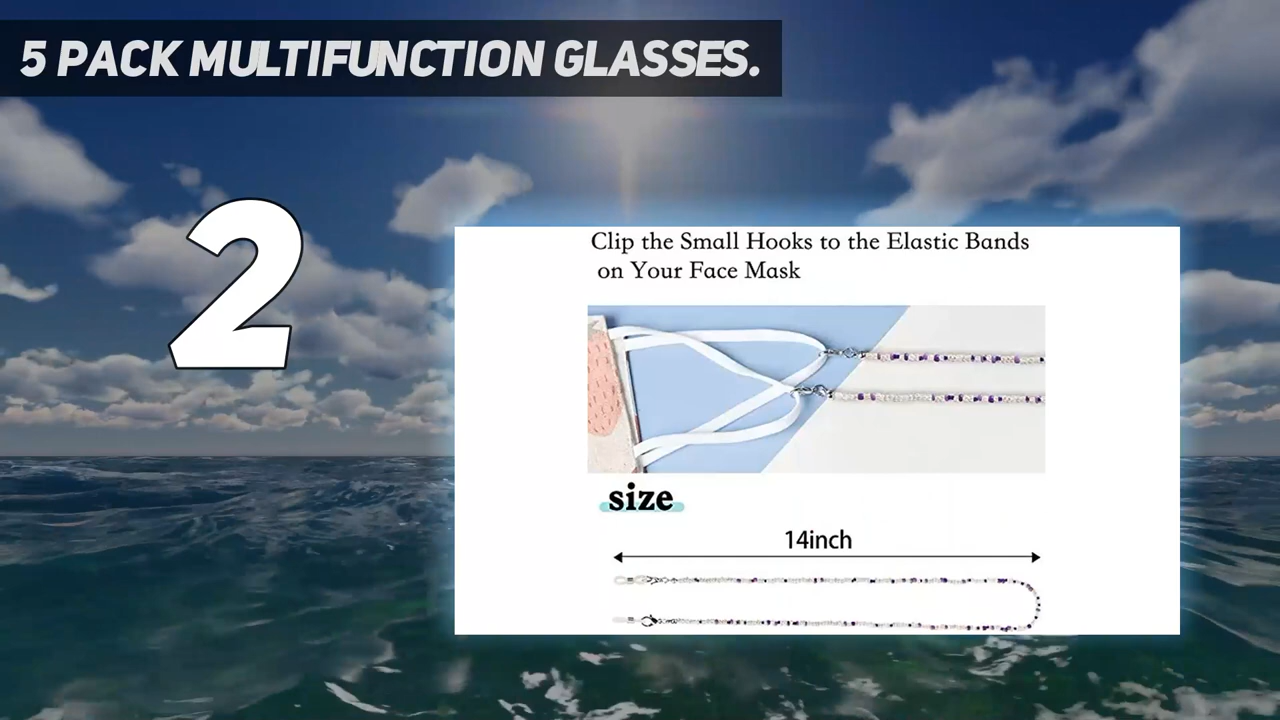 5 PACK MULTIFUNCTION GLASSES.
2
Clip the Small Hooks to the Elastic Bands
on Your Face Mask
size
14inch